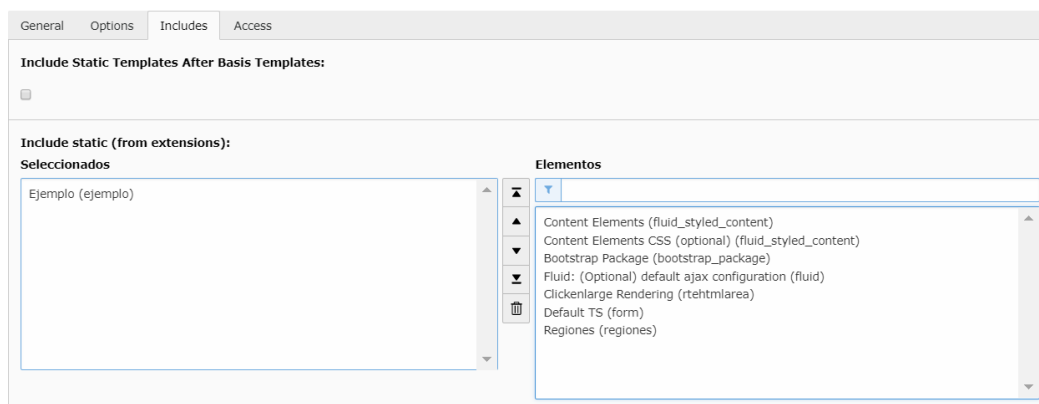 General Options Includes Access
Include Static Templates After Basis Templates:
Include static (from extensions):
Seleccionados
Ejemplo (ejemplo)
Elementos
Content Elements (fluid_styled_content)
Content Elements CSS (optional) (fluid_styled_content)
Bootstrap Package (bootstrap_package)
Fluid: (Optional) default ajax configuration (fluid)
Clickenlarge Rendering (rtehtmlarea)
Default TS (form)
Regiones (regiones)